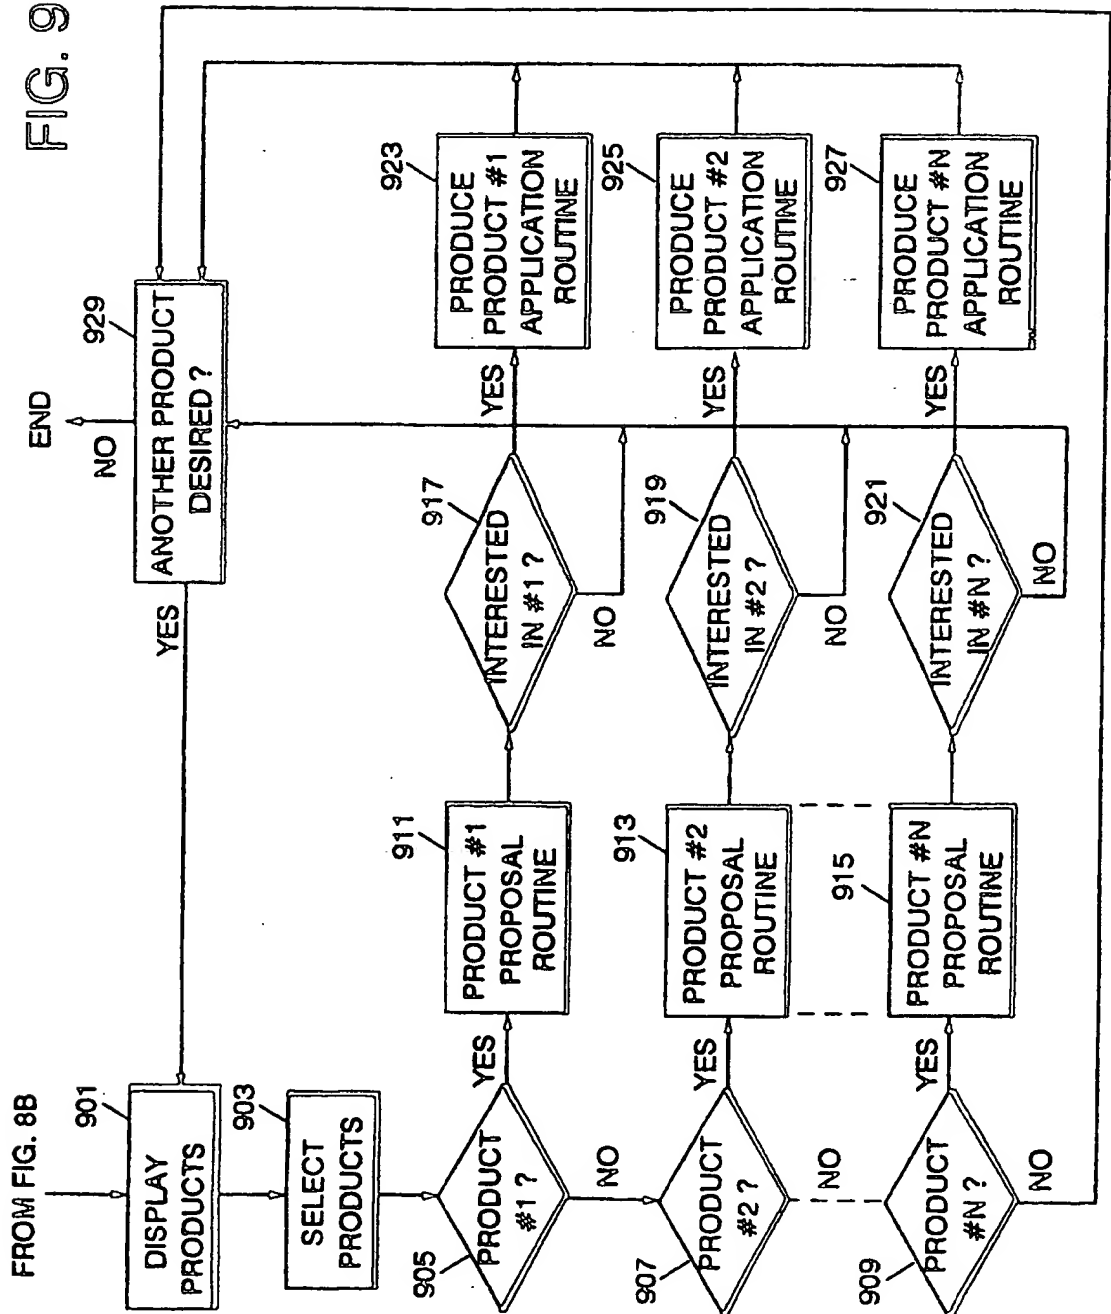 FIG. 9
FROM FIG. 8B
901
DISPLAY
PRODUCTS
903
SELECT
PRODUCTS
905
PRODUCT
#1?
YES
NO
911
PRODUCT #1
PROPOSAL
ROUTINE
917
INTERESTED
IN #1?
YES
NO
923
PRODUCE
PRODUCT #1
APPLICATION
ROUTINE
907
PRODUCT
#2?
YES
NO
913
PRODUCT #2
PROPOSAL
ROUTINE
919
INTERESTED
IN #2?
YES
NO
925
PRODUCE
PRODUCT #2
APPLICATION
ROUTINE
909
PRODUCT
#N?
YES
NO
915
PRODUCT #N
PROPOSAL
ROUTINE
921
INTERESTED
IN #N?
YES
NO
927
PRODUCE
PRODUCT #N
APPLICATION
ROUTINE
929
ANOTHER PRODUCT
DESIRED?
YES
NO
END